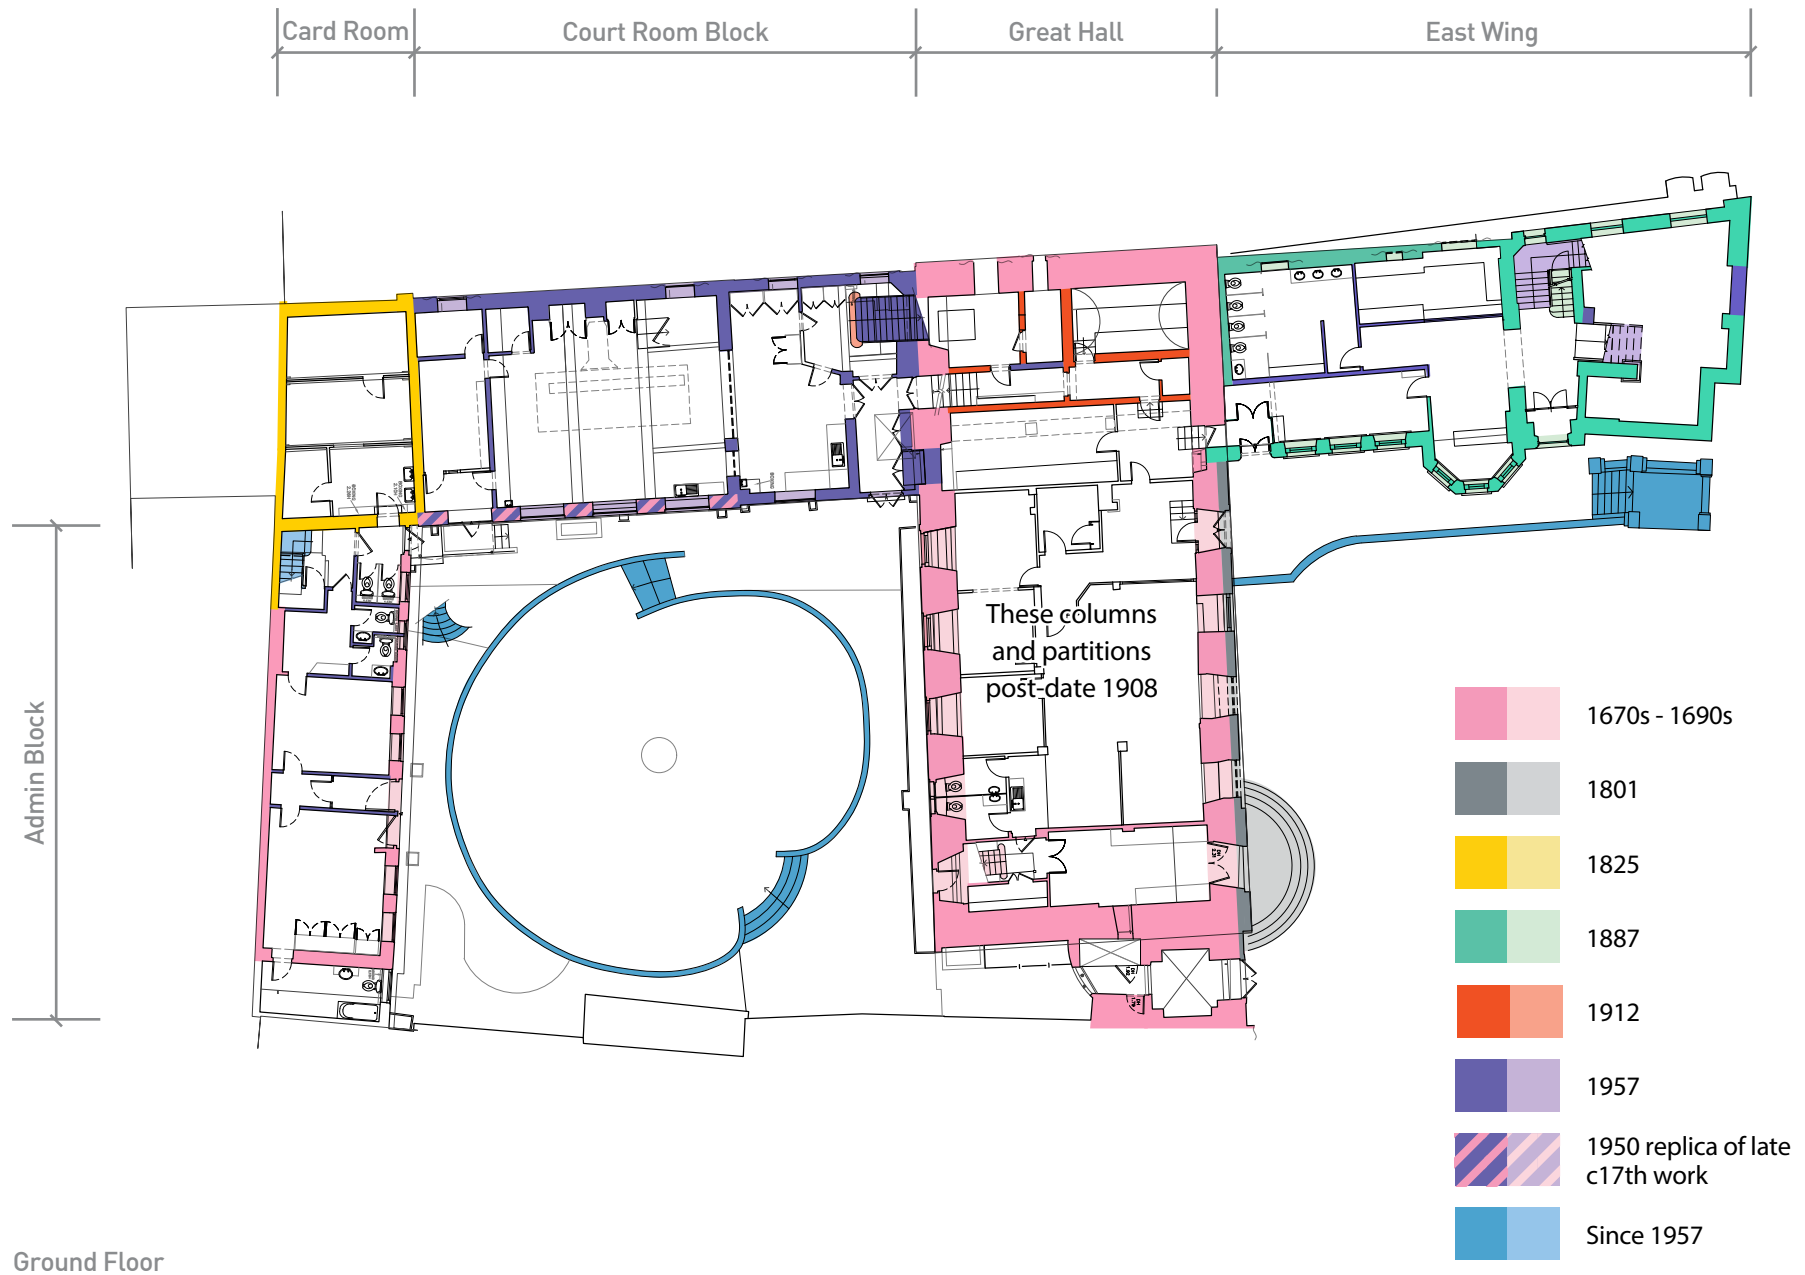 Card Room
Court Room Block
Great Hall
East Wing
Admin Block
These columns
and partitions
post-date 1908
1670s - 1690s
1801
1825
1887
1912
1957
1950 replica of late
c17th work
Since 1957
Ground Floor